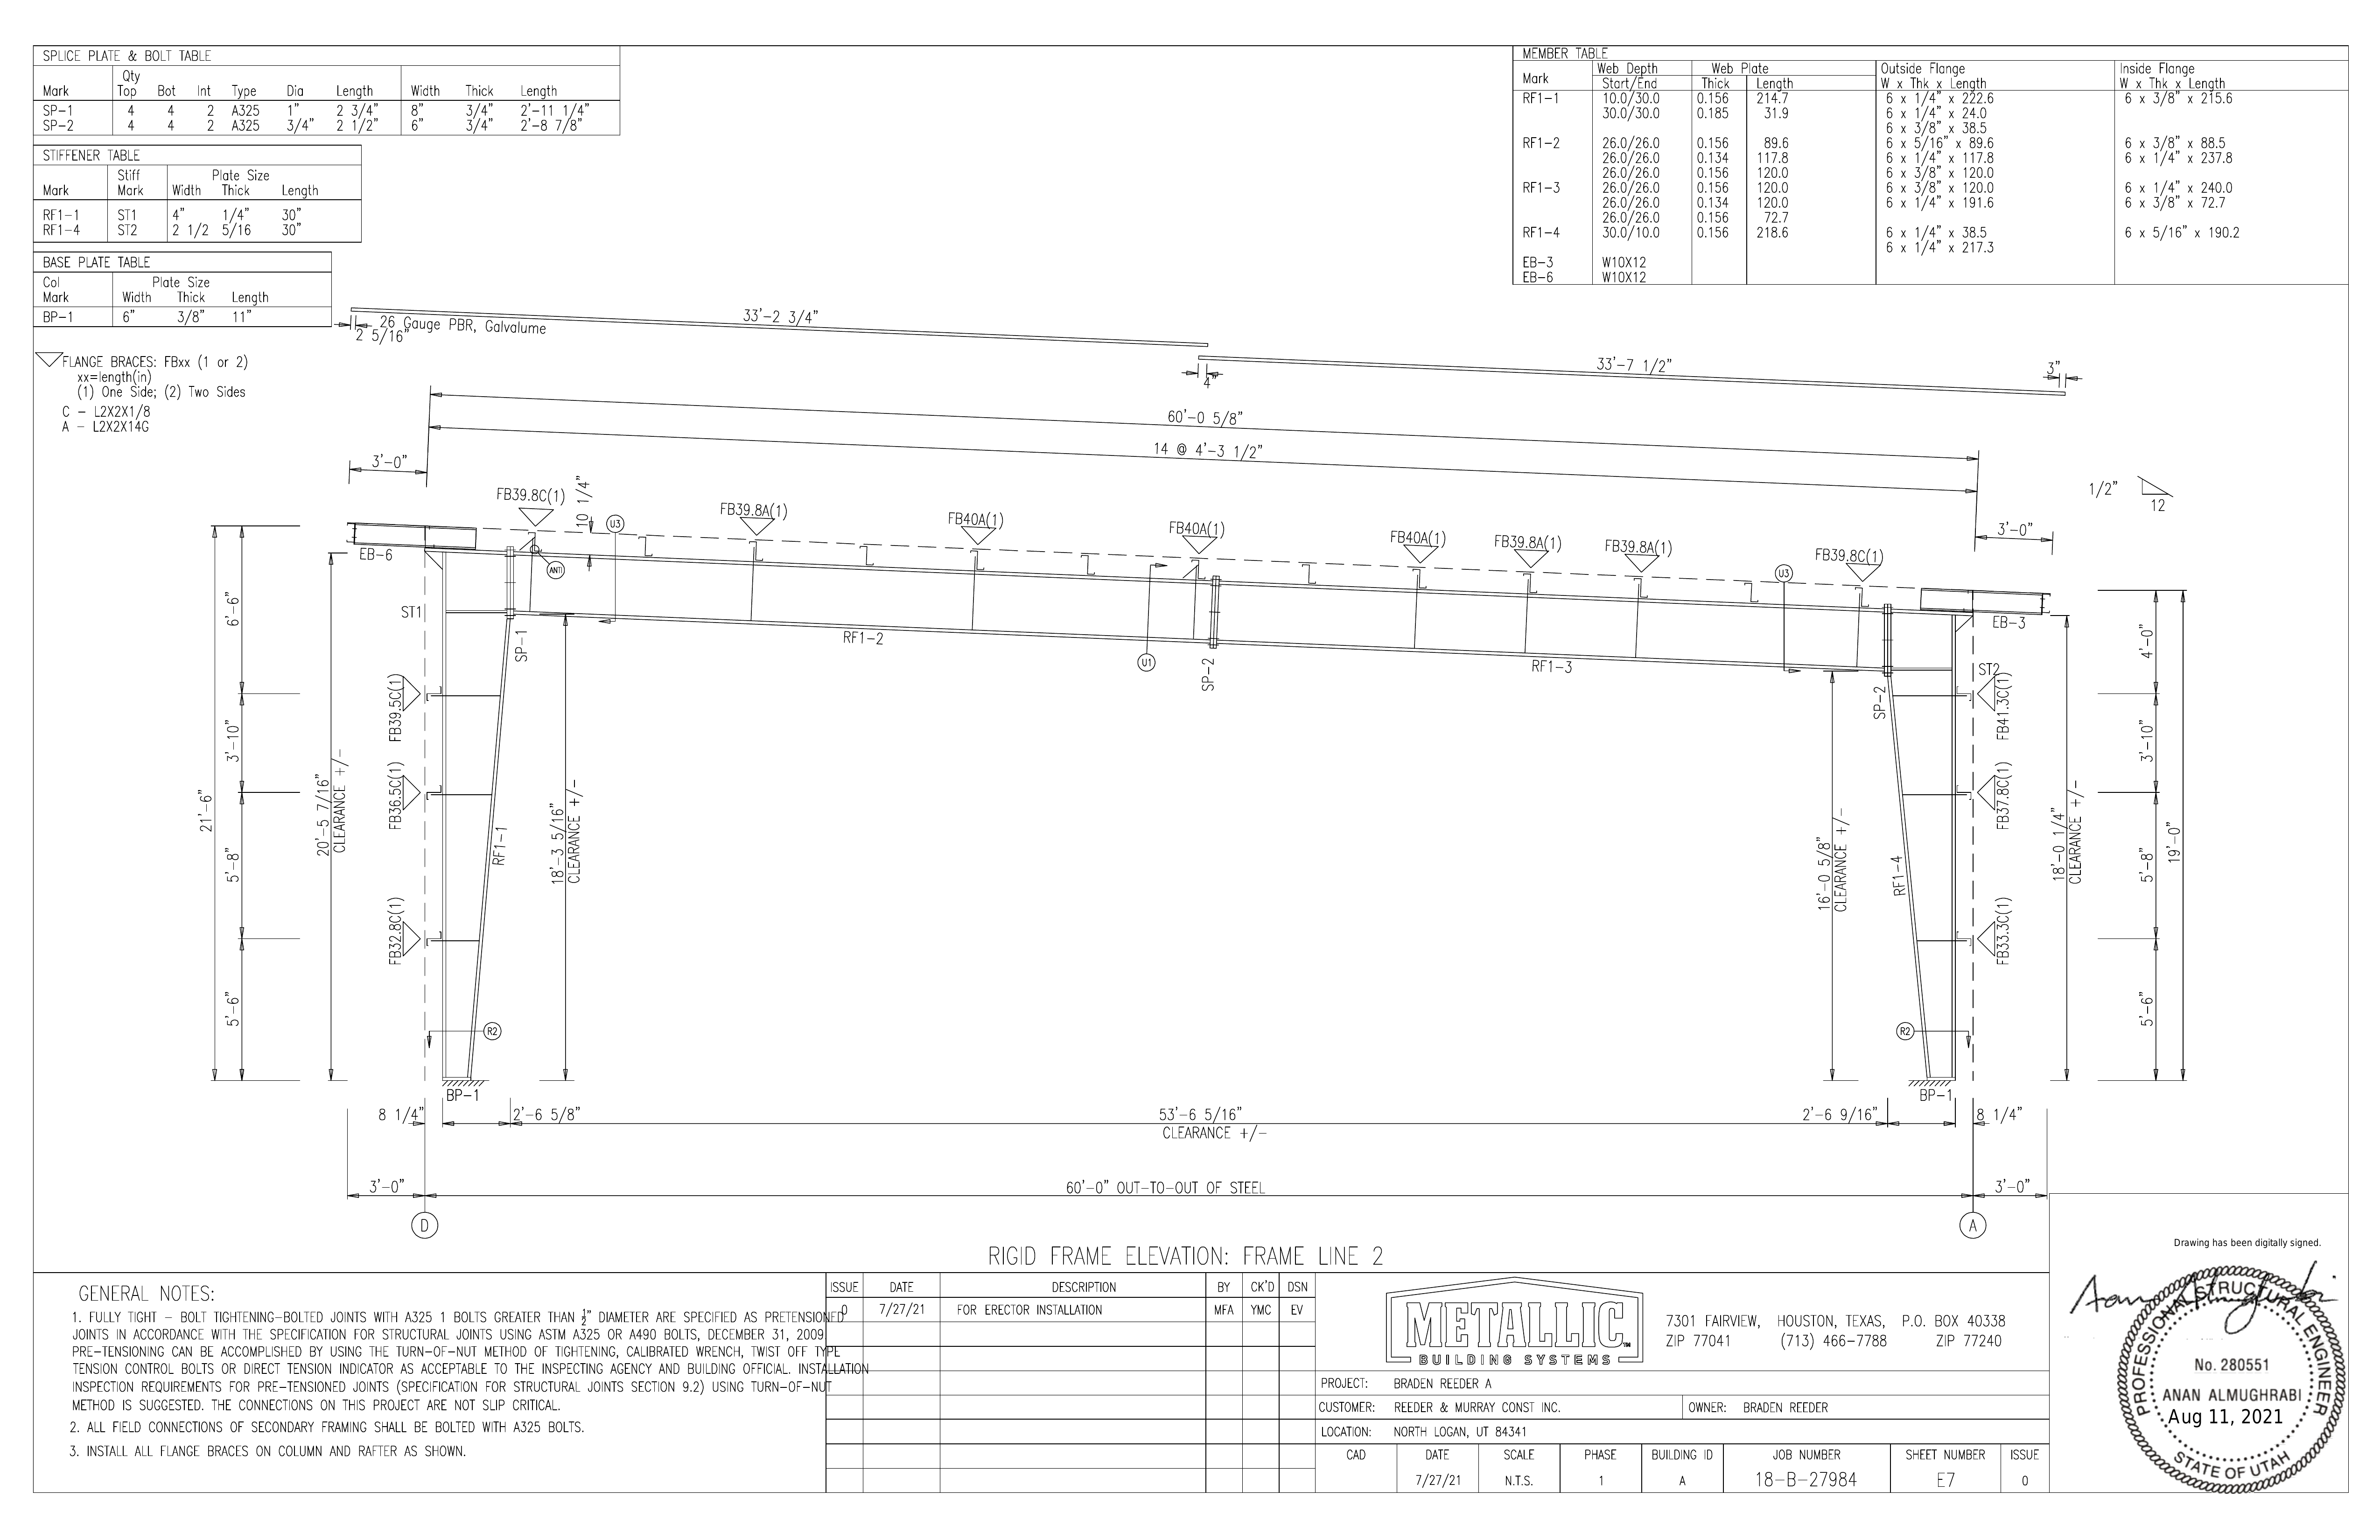 SPLICE PLATE & BOLT TABLE
Qty
Mark Top Bot Int Type Dia Length Width Thick Length
SP-1 4 4 2 A325 1" 2 3/4" 8" 3/4" 2'-11 1/4"
SP-2 4 4 2 A325 3/4" 2 1/2" 6" 3/4" 2'-8 7/8"
STIFFENER TABLE
Stiff Plate Size
Mark Mark Width Thick Length
RF1-1 ST1 4" 1/4" 30"
RF1-4 ST2 2 1/2 5/16 30"
BASE PLATE TABLE
Col Plate Size
Mark Width Thick Length
BP-1 6" 3/8" 11"
FLANGE BRACES: FBxx (1 or 2)
xx=length(in)
(1) One Side; (2) Two Sides
C - L2X2X1/8
A - L2X2X14G
MEMBER TABLE
Web Depth Web Plate Outside Flange Inside Flange
Mark Start/End Thick Length W x Thk x Length W x Thk x Length
RF1-1 10.0/30.0 0.156 214.7 6 x 1/4" x 222.6 6 x 3/8" x 215.6
30.0/30.0 0.185 31.9 6 x 1/4" x 24.0
6 x 3/8" x 38.5
RF1-2 26.0/26.0 0.156 89.6 6 x 5/16" x 89.6 6 x 3/8" x 88.5
26.0/26.0 0.134 117.8 6 x 1/4" x 117.8 6 x 1/4" x 237.8
26.0/26.0 0.156 120.0 6 x 3/8" x 120.0
RF1-3 26.0/26.0 0.156 120.0 6 x 3/8" x 120.0 6 x 1/4" x 240.0
26.0/26.0 0.134 120.0 6 x 1/4" x 191.6 6 x 3/8" x 72.7
26.0/26.0 0.156 72.7
RF1-4 30.0/10.0 0.156 218.6 6 x 1/4" x 38.5 6 x 5/16" x 190.2
6 x 1/4" x 217.3
EB-3 W10X12
EB-6 W10X12
26 Gauge PBR, Galvalume
2 5/16"
33'-2 3/4"
4"
33'-7 1/2"
3"
60'-0 5/8"
14 @ 4'-3 1/2"
3'-0"
1/2"
12
3'-0"
FB39.8C(1)
10 1/4"
U3
FB39.8A(1)
FB40A(1)
FB40A(1)
FB40A(1)
FB39.8A(1)
FB39.8A(1)
U3
FB39.8C(1)
EB-6
ANTI
ST1
SP-1
RF1-2
U1
SP-2
RF1-3
SP-2
EB-3
ST2
21'-6"
6'-6"
3'-10"
5'-8"
5'-6"
20'-5 7/16"
CLEARANCE +/-
FB39.5C(1)
FB36.5C(1)
FB32.8C(1)
RF1-1
18'-3 5/16"
CLEARANCE +/-
16'-0 5/8"
CLEARANCE +/-
RF1-4
FB41.3C(1)
FB37.8C(1)
FB33.3C(1)
18'-0 1/4"
CLEARANCE +/-
4'-0"
3'-10"
5'-8"
5'-6"
19'-0"
R2
R2
BP-1
BP-1
8 1/4"
2'-6 5/8"
53'-6 5/16"
CLEARANCE +/-
2'-6 9/16"
8 1/4"
3'-0"
60'-0" OUT-TO-OUT OF STEEL
3'-0"
D
A
RIGID FRAME ELEVATION: FRAME LINE 2
GENERAL NOTES:
1. FULLY TIGHT - BOLT TIGHTENING-BOLTED JOINTS WITH A325 1 BOLTS GREATER THAN 1/2" DIAMETER ARE SPECIFIED AS PRETENSIONED
JOINTS IN ACCORDANCE WITH THE SPECIFICATION FOR STRUCTURAL JOINTS USING ASTM A325 OR A490 BOLTS, DECEMBER 31, 2009
PRE-TENSIONING CAN BE ACCOMPLISHED BY USING THE TURN-OF-NUT METHOD OF TIGHTENING, CALIBRATED WRENCH, TWIST OFF TYPE
TENSION CONTROL BOLTS OR DIRECT TENSION INDICATOR AS ACCEPTABLE TO THE INSPECTING AGENCY AND BUILDING OFFICIAL. INSTALLATION
INSPECTION REQUIREMENTS FOR PRE-TENSIONED JOINTS (SPECIFICATION FOR STRUCTURAL JOINTS SECTION 9.2) USING TURN-OF-NUT
METHOD IS SUGGESTED. THE CONNECTIONS ON THIS PROJECT ARE NOT SLIP CRITICAL.
2. ALL FIELD CONNECTIONS OF SECONDARY FRAMING SHALL BE BOLTED WITH A325 BOLTS.
3. INSTALL ALL FLANGE BRACES ON COLUMN AND RAFTER AS SHOWN.
ISSUE DATE DESCRIPTION BY CK'D DSN
0 7/27/21 FOR ERECTOR INSTALLATION MFA YMC EV
METALLIC TM
BUILDING SYSTEMS
7301 FAIRVIEW, HOUSTON, TEXAS, P.O. BOX 40338
ZIP 77041 (713) 466-7788 ZIP 77240
PROJECT: BRADEN REEDER A
CUSTOMER: REEDER & MURRAY CONST INC. OWNER: BRADEN REEDER
LOCATION: NORTH LOGAN, UT 84341
CAD DATE SCALE PHASE BUILDING ID JOB NUMBER SHEET NUMBER ISSUE
7/27/21 N.T.S. 1 A 18-B-27984 E7 0
Drawing has been digitally signed.
PROFESSIONAL STRUCTURAL ENGINEER
No. 280551
ANAN ALMUGHRABI
Aug 11, 2021
STATE OF UTAH